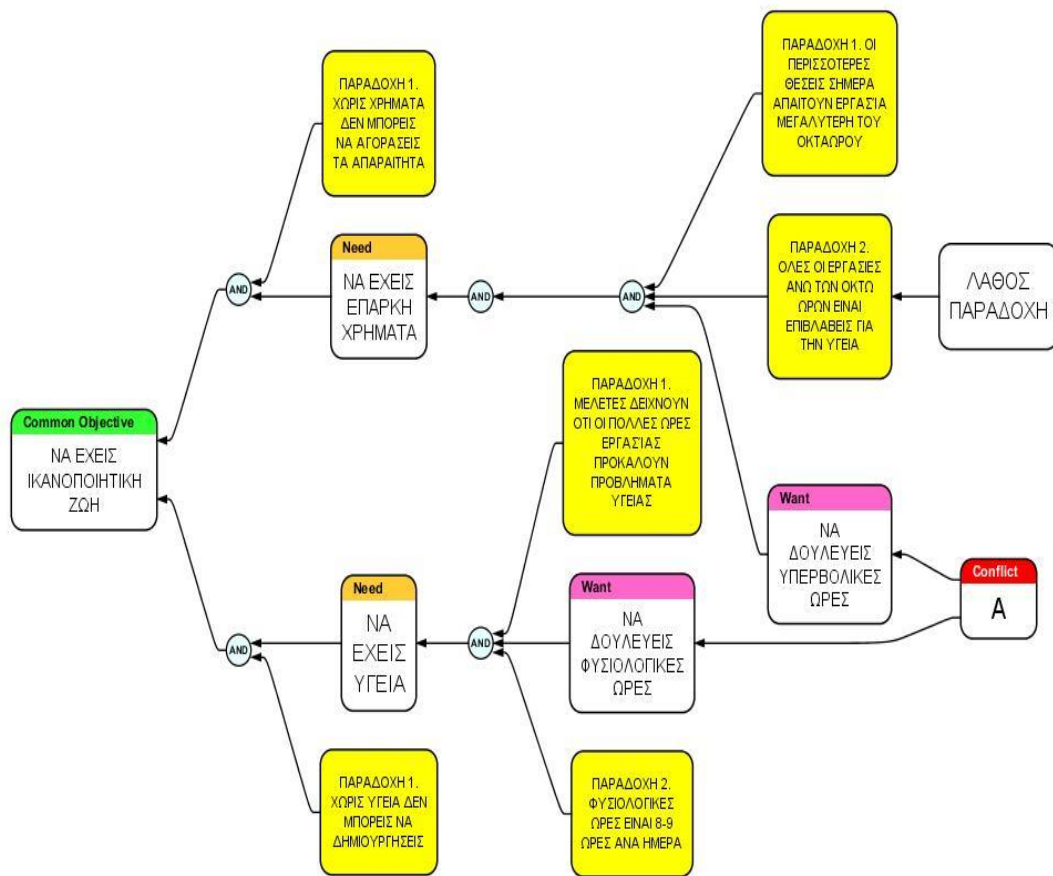 ΠΑΡΑΔΟΧΗ 1.
ΧΩΡΙΣ ΧΡΗΜΑΤΑ
ΔΕΝ ΜΠΟΡΕΙΣ
ΝΑ ΑΓΟΡΑΣΕΙΣ
ΤΑ ΑΠΑΡΑΙΤΗΤΑ
ΠΑΡΑΔΟΧΗ 1. ΟΙ
ΠΕΡΙΣΣΟΤΕΡΕΣ
ΘΕΣΕΙΣ ΣΗΜΕΡΑ
ΑΠΑΙΤΟΥΝ ΕΡΓΑΣΊΑ
ΜΕΓΑΛΥΤΕΡΗ ΤΟΥ
ΟΚΤΑΩΡΟΥ
Need
ΝΑ ΕΧΕΙΣ
ΕΠΑΡΚΗ
ΧΡΗΜΑΤΑ
AND
AND
AND
ΠΑΡΑΔΟΧΗ 2.
ΟΛΕΣ ΟΙ ΕΡΓΑΣΙΕΣ
ΑΝΩ ΤΩΝ ΟΚΤΩ
ΩΡΩΝ ΕΙΝΑΙ
ΕΠΙΒΛΑΒΕΙΣ ΓΙΑ
ΤΗΝ ΥΓΕΙΑ
ΛΑΘΟΣ
ΠΑΡΑΔΟΧΗ
ΠΑΡΑΔΟΧΗ 1.
ΜΕΛΕΤΕΣ ΔΕΙΧΝΟΥΝ
ΟΤΙ ΟΙ ΠΟΛΛΕΣ ΩΡΕΣ
ΕΡΓΑΣΊΑΣ
ΠΡΟΚΑΛΟΥΝ
ΠΡΟΒΛΗΜΑΤΑ
ΥΓΕΙΑΣ
Common Objective
ΝΑ ΕΧΕΙΣ
ΙΚΑΝΟΠΟΙΗΤΙΚΗ
ΖΩΗ
Want
ΝΑ
ΔΟΥΛΕΥΕΙΣ
ΥΠΕΡΒΟΛΙΚΕΣ
ΩΡΕΣ
Conflict
A
Need
ΝΑ
ΕΧΕΙΣ
ΥΓΕΙΑ
AND
AND
Want
ΝΑ
ΔΟΥΛΕΥΕΙΣ
ΦΥΣΙΟΛΟΓΙΚΕΣ
ΩΡΕΣ
ΠΑΡΑΔΟΧΗ 1.
ΧΩΡΙΣ ΥΓΕΙΑ ΔΕΝ
ΜΠΟΡΕΙΣ ΝΑ
ΔΗΜΙΟΥΡΓΗΣΕΙΣ
ΠΑΡΑΔΟΧΗ 2.
ΦΥΣΙΟΛΟΓΙΚΕΣ
ΩΡΕΣ ΕΙΝΑΙ 8-9
ΩΡΕΣ ΑΝΑ ΗΜΕΡΑ